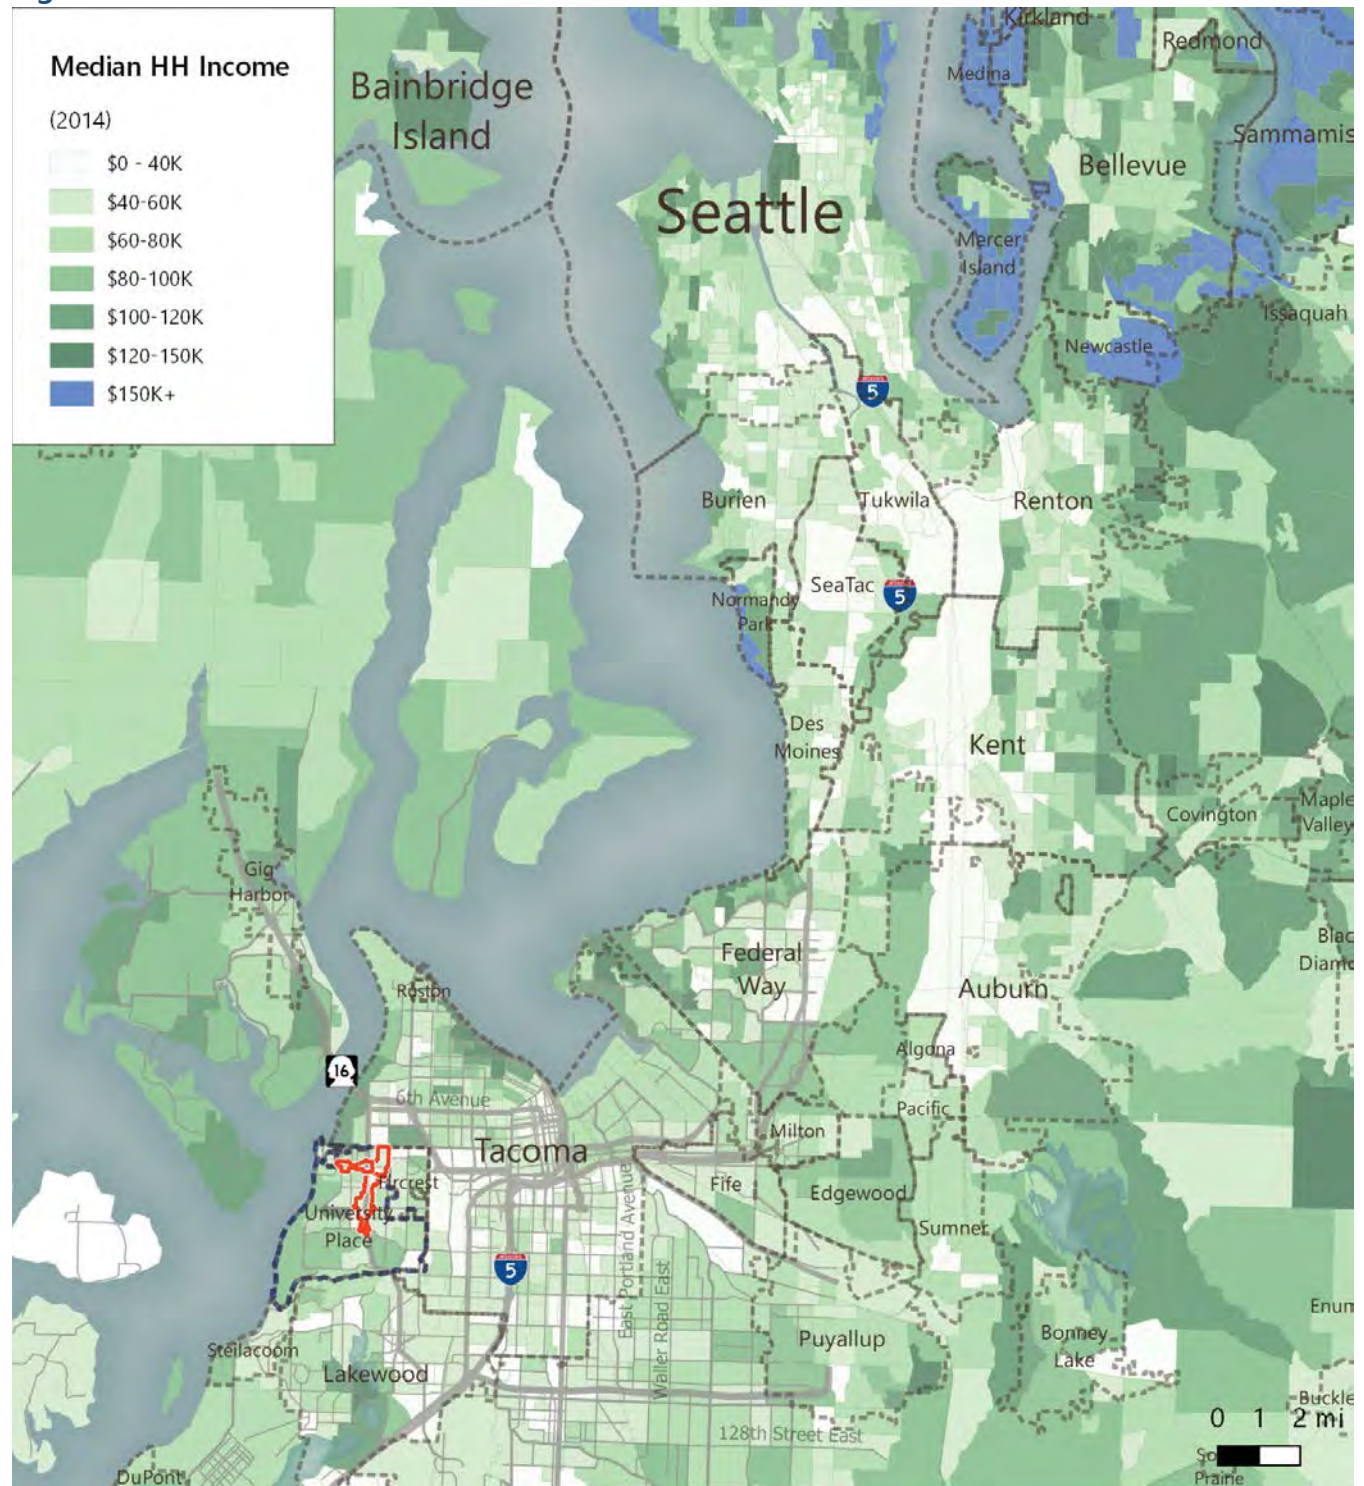 Median HH Income
(2014)
$0 - 40K
$40-60K
$60-80K
$80-100K
$100-120K
$120-150K
$150K+
Kirkland
Redmond
Medina
Bainbridge
Island
Sammamis
Bellevue
Seattle
Mercer
Island
Issaquah
Newcastle
5
Burien
Tukwila
Renton
SeaTac
5
Normandy
Park
Des
Moines
Kent
Maple
Valley
Covington
Gig
Harbor
Federal
Way
Blac
Diamo
Auburn
Ruston
Algona
16
6th Avenue
Pacific
Milton
Tacoma
Fircrest
Fife
Edgewood
University
Place
Sumner
East Portland Avenue
Waller Road East
5
Enum
Puyallup
Bonney
Lake
Steilacoom
Lakewood
Buckle
0 1 2 mi
128th Street East
So
Prairie
DuPont